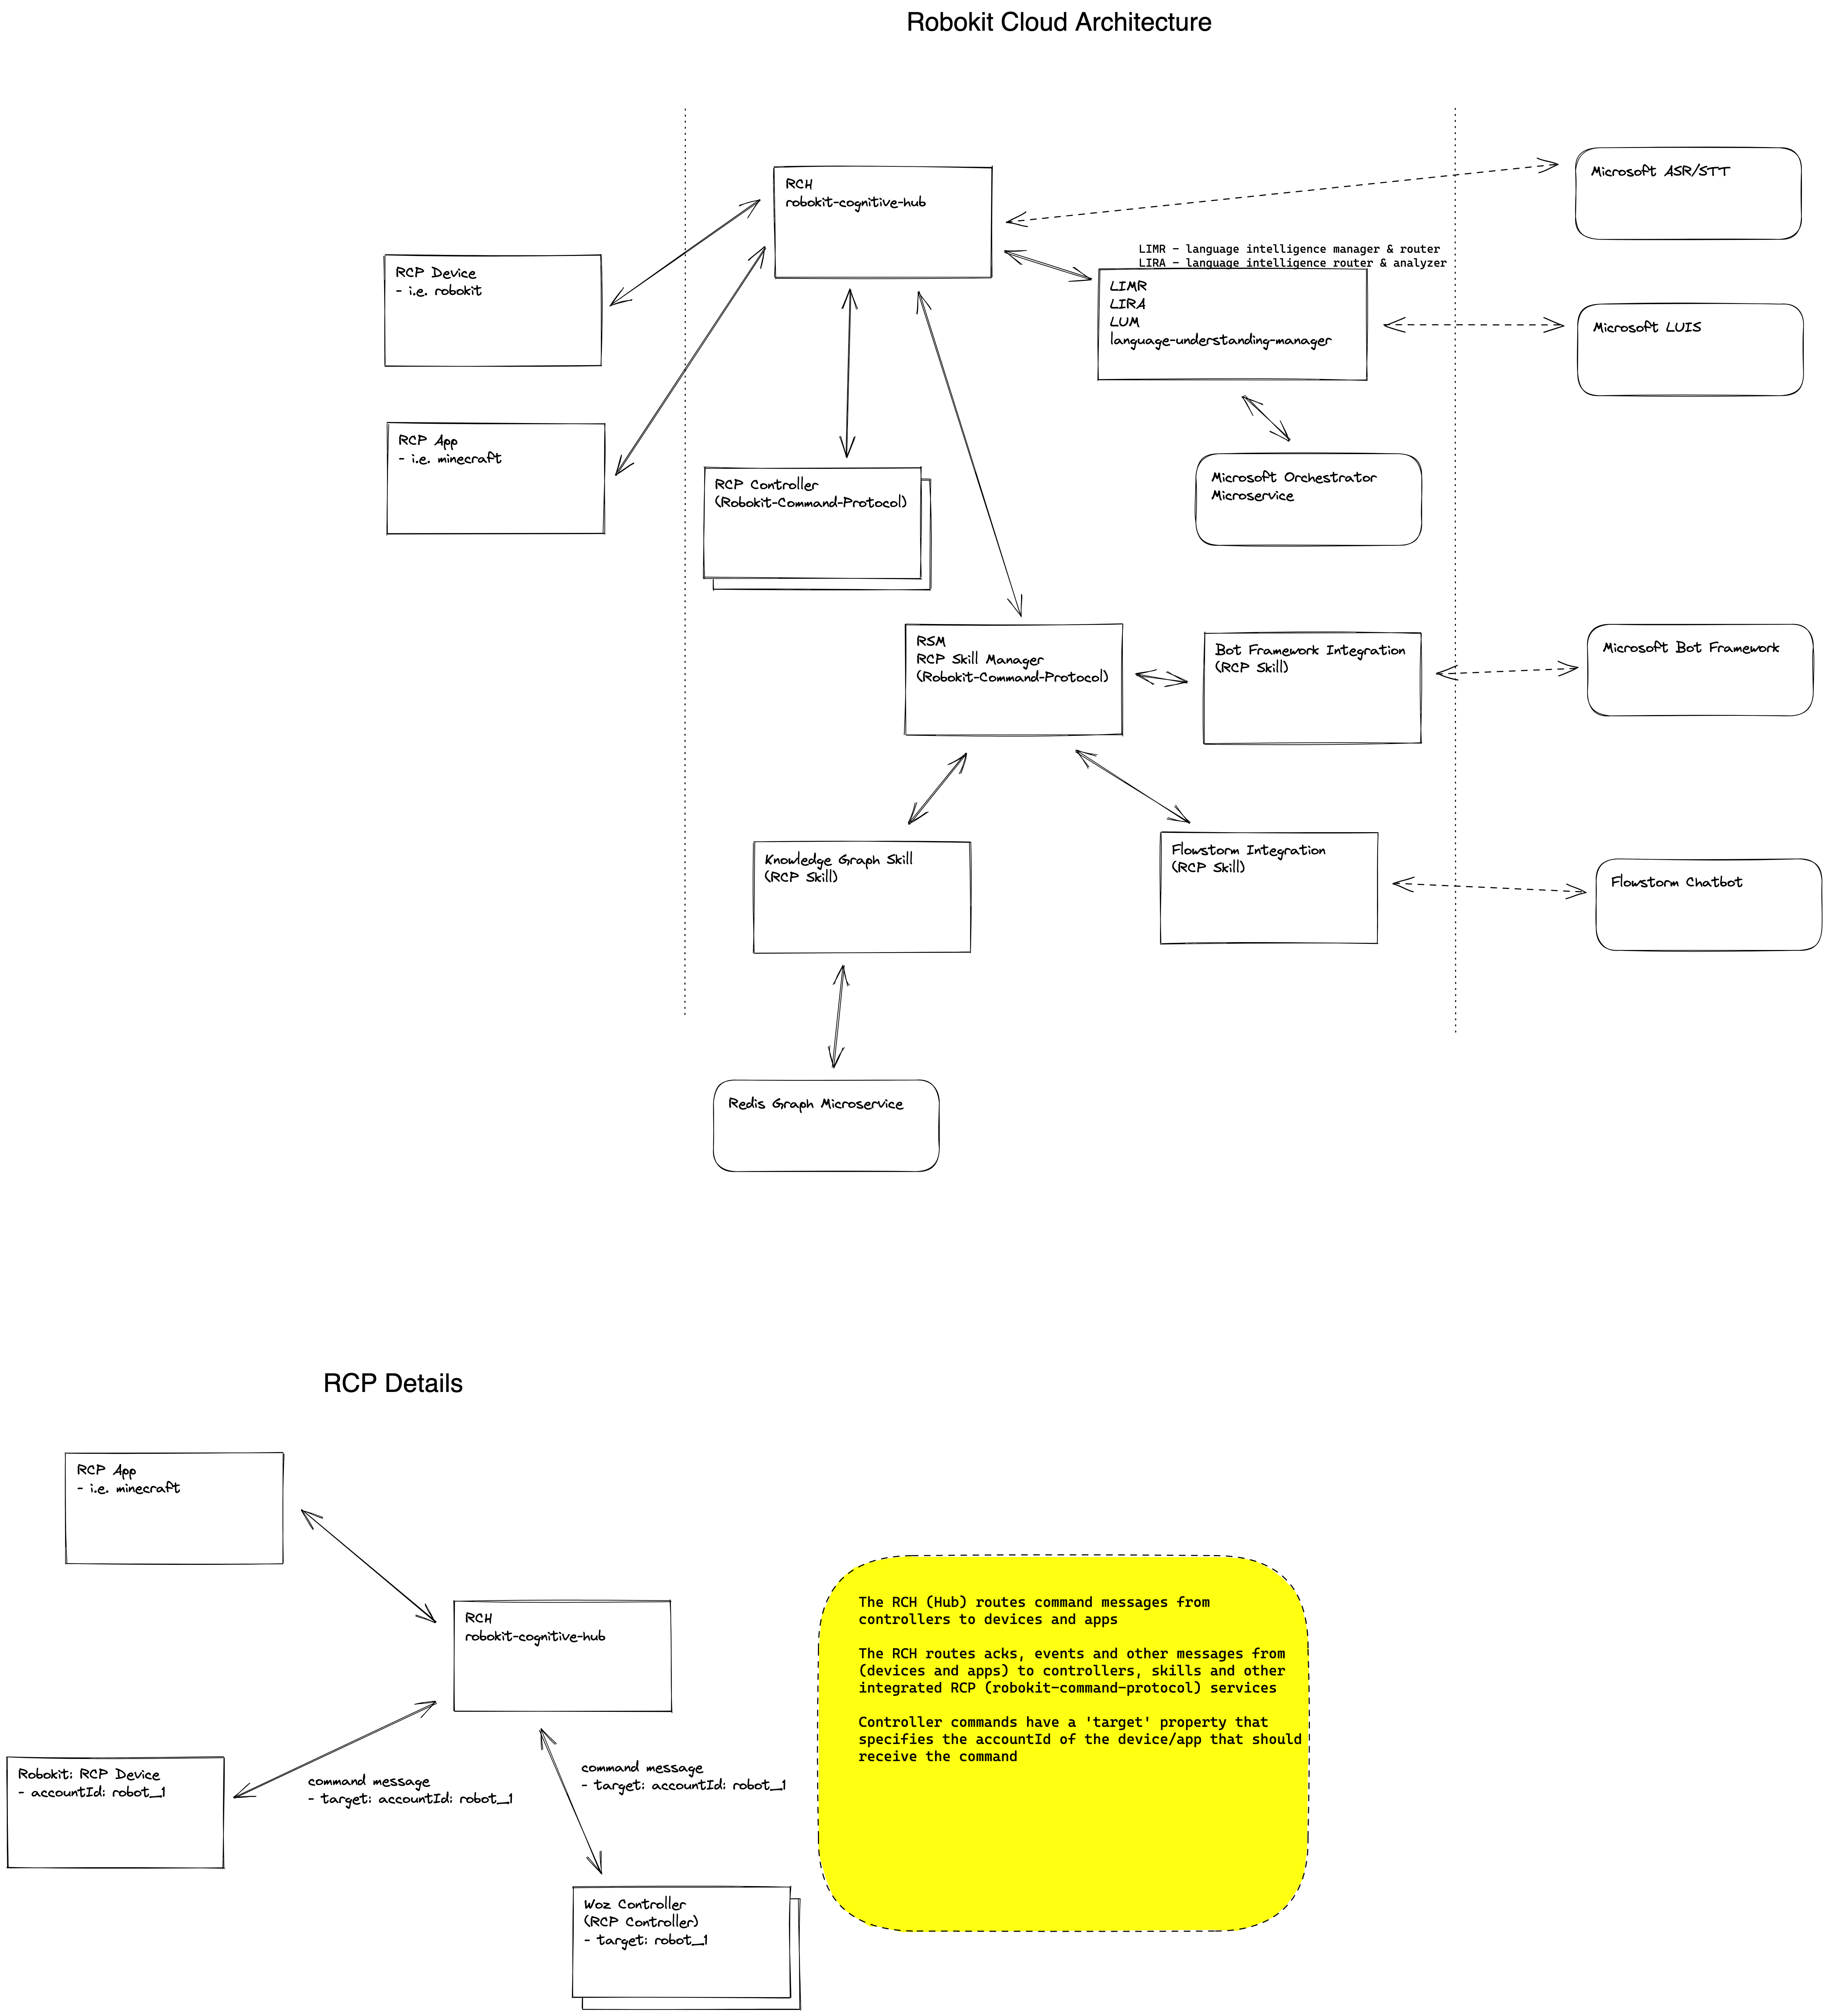 Robokit Cloud Architecture
RCH
robokit-cognitive-hub
Microsoft ASR/STT
LIMR - language intelligence manager & router
LIRA - language intelligence router & analyzer
RCP Device
- i.e. robokit
LIMR
LIRA
LUM
language-understanding-manager
Microsoft LUIS
RCP App
- i.e. minecraft
RCP Controller
(Robokit-Command-Protocol)
Microsoft Orchestrator
Microservice
RSM
RCP Skill Manager
(Robokit-Command-Protocol)
Bot Framework Integration
(RCP Skill)
Microsoft Bot Framework
Knowledge Graph Skill
(RCP Skill)
Flowstorm Integration
(RCP Skill)
Flowstorm Chatbot
Redis Graph Microservice
RCP Details
RCP App
- i.e. minecraft
RCH
robokit-cognitive-hub
Robokit: RCP Device
- accountId: robot_1
command message
- target: accountId: robot_1
command message
- target: accountId: robot_1
Woz Controller
(RCP Controller)
- target: robot_1
The RCH (Hub) routes command messages from
controllers to devices and apps
The RCH routes acks, events and other messages from
(devices and apps) to controllers, skills and other
integrated RCP (robokit-command-protocol) services
Controller commands have a 'target' property that
specifies the accountId of the device/app that should
receive the command